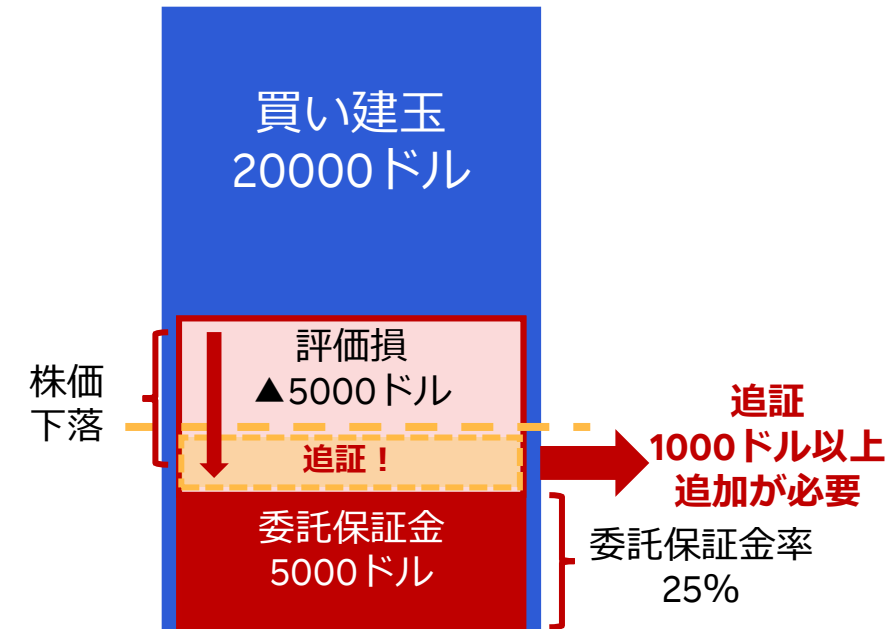 買い建玉
20000ドル
評価損
▲5000ドル
株価
下落
追証！
追証
1000ドル以上
追加が必要
委託保証金
5000ドル
委託保証金率
25%